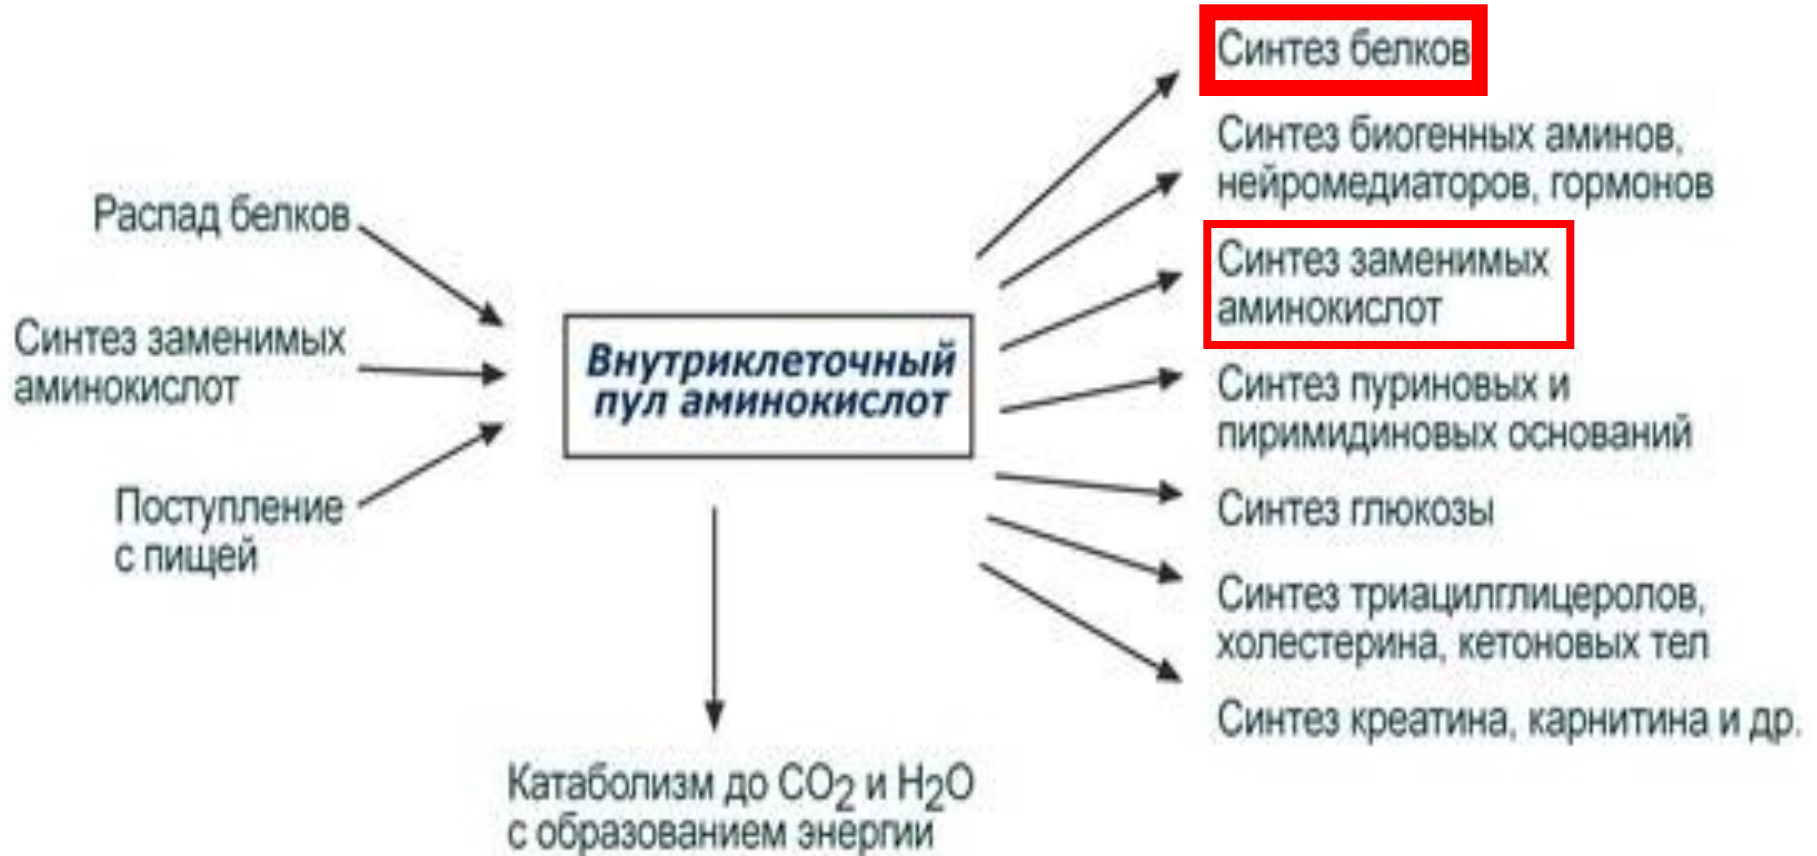 Распад белков
Синтез заменимых
аминокислот
Поступление
с пищей
Внутриклеточный
пул аминокислот
Катаболизм до CO2 и H2O
с образованием энергии
Синтез белков
Синтез биогенных аминов,
нейромедиаторов, гормонов
Синтез заменимых
аминокислот
Синтез пуриновых и
пиримидиновых оснований
Синтез глюкозы
Синтез триацилглицеролов,
холестерина, кетоновых тел
Синтез креатина, карнитина и др.